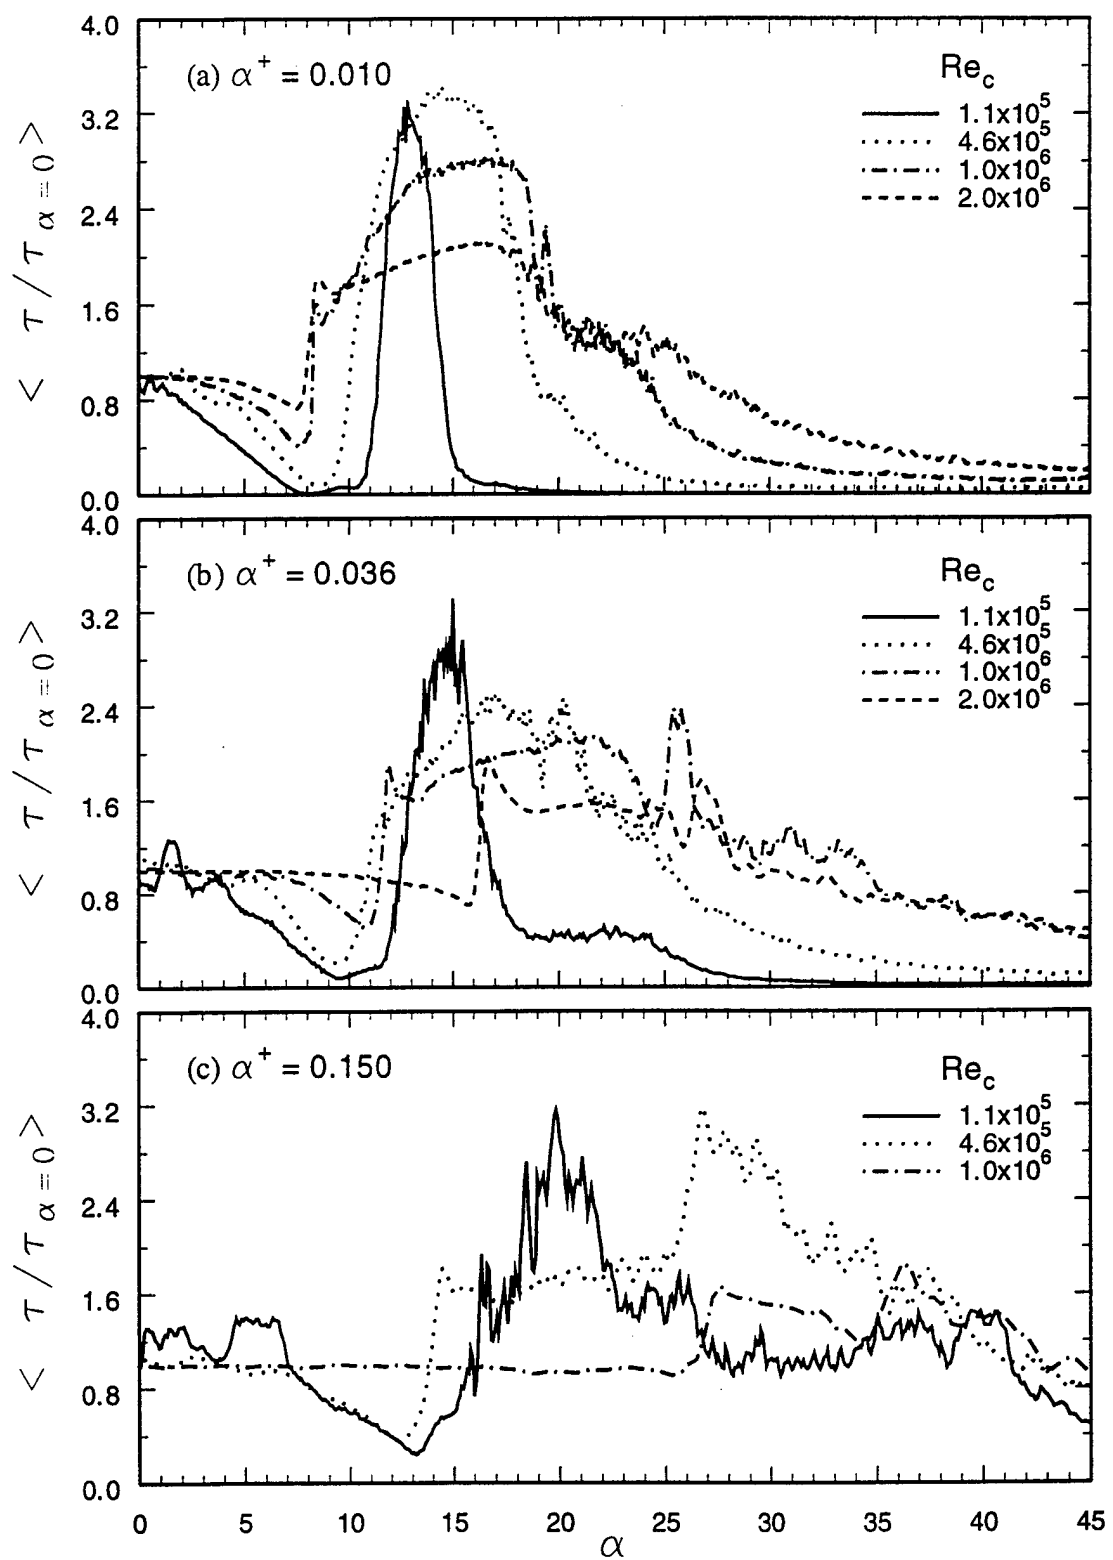 (a) α⁺ = 0.010
Re_c
1.1x10⁵
4.6x10⁵
1.0x10⁶
2.0x10⁶
4.0
3.2
2.4
1.6
0.8
0.0
< τ / τ α = 0 >
(b) α⁺ = 0.036
Re_c
1.1x10⁵
4.6x10⁵
1.0x10⁶
2.0x10⁶
4.0
3.2
2.4
1.6
0.8
0.0
< τ / τ α = 0 >
(c) α⁺ = 0.150
Re_c
1.1x10⁵
4.6x10⁵
1.0x10⁶
4.0
3.2
2.4
1.6
0.8
0.0
< τ / τ α = 0 >
0 5 10 15 20 25 30 35 40 45
α